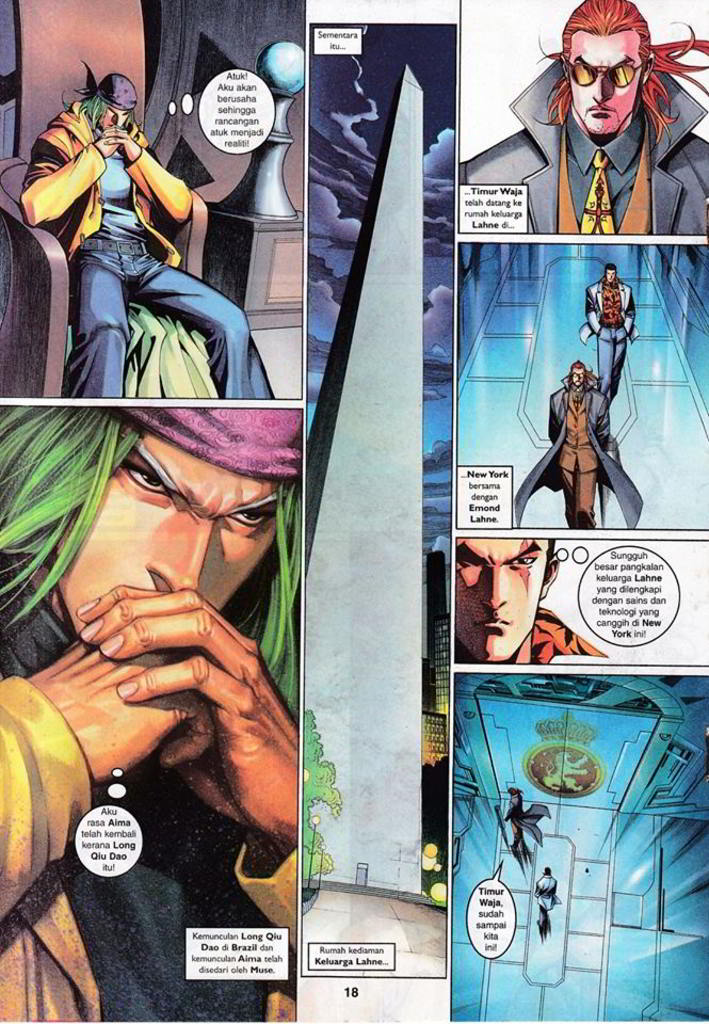 Atuk!
Aku akan
berusaha
sehingga
rancangan
atuk menjadi
realiti!
Aku
rasa Aima
telah kembali
kerana Long
Qiu Dao
itu!
Kemunculan Long Qiu
Dao di Brazil dan
kemunculan Aima telah
disedari oleh Muse.
Sementara
itu...
Rumah kediaman
Keluarga Lahne...
...Timur Waja
telah datang ke
rumah keluarga
Lahne di...
...New York
bersama
dengan
Emond
Lahne.
Sungguh
besar pangkalan
keluarga Lahne
yang dilengkapi
dengan sains dan
teknologi yang
canggih di New
York ini!
Timur
Waja,
sudah
sampai
kita
ini!
18